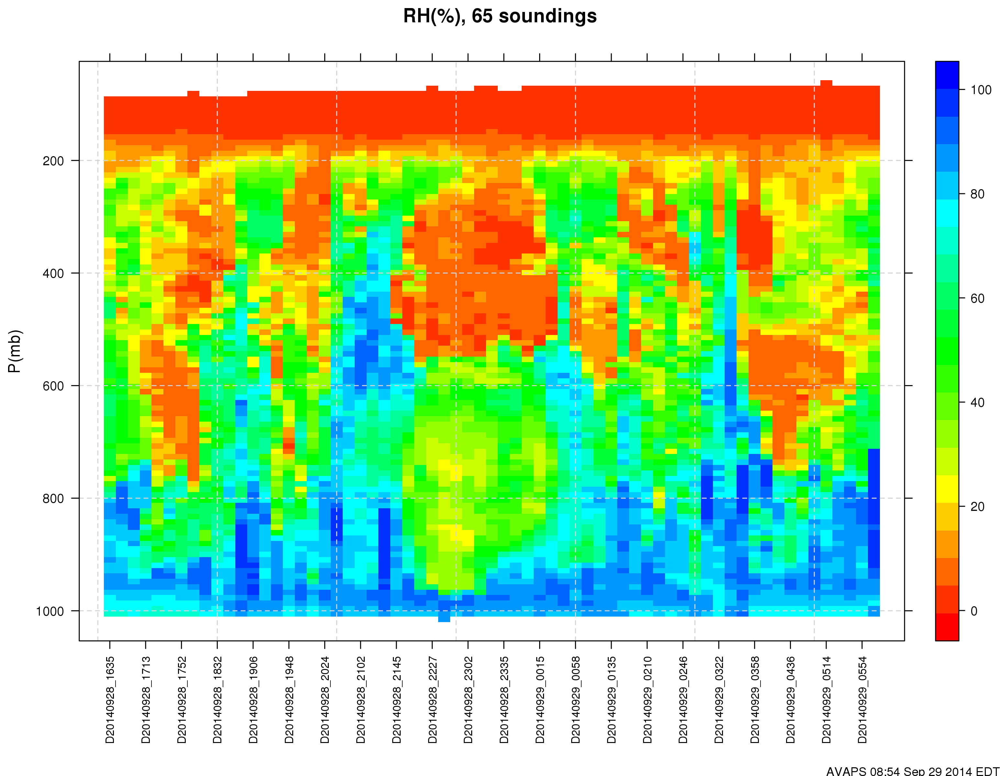 RH(%), 65 soundings
P(mb)
200
400
600
800
1000
100
80
60
40
20
0
D20140928_1635
D20140928_1713
D20140928_1752
D20140928_1832
D20140928_1906
D20140928_1948
D20140928_2024
D20140928_2102
D20140928_2145
D20140928_2227
D20140928_2302
D20140928_2335
D20140929_0015
D20140929_0058
D20140929_0135
D20140929_0210
D20140929_0246
D20140929_0322
D20140929_0358
D20140929_0436
D20140929_0514
D20140929_0554
AVAPS 08:54 Sep 29 2014 EDT